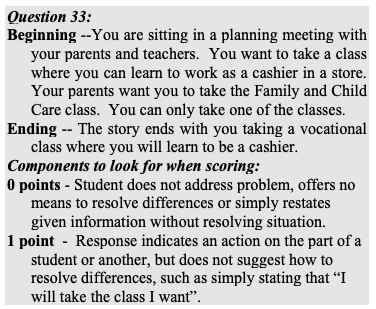 Question 33:
Beginning --You are sitting in a planning meeting with
your parents and teachers.  You want to take a class
where you can learn to work as a cashier in a store.
Your parents want you to take the Family and Child
Care class.  You can only take one of the classes.
Ending -- The story ends with you taking a vocational
class where you will learn to be a cashier.
Components to look for when scoring:
0 points - Student does not address problem, offers no
means to resolve differences or simply restates
given information without resolving situation.
1 point  -  Response indicates an action on the part of a
student or another, but does not suggest how to
resolve differences, such as simply stating that “I
will take the class I want”.